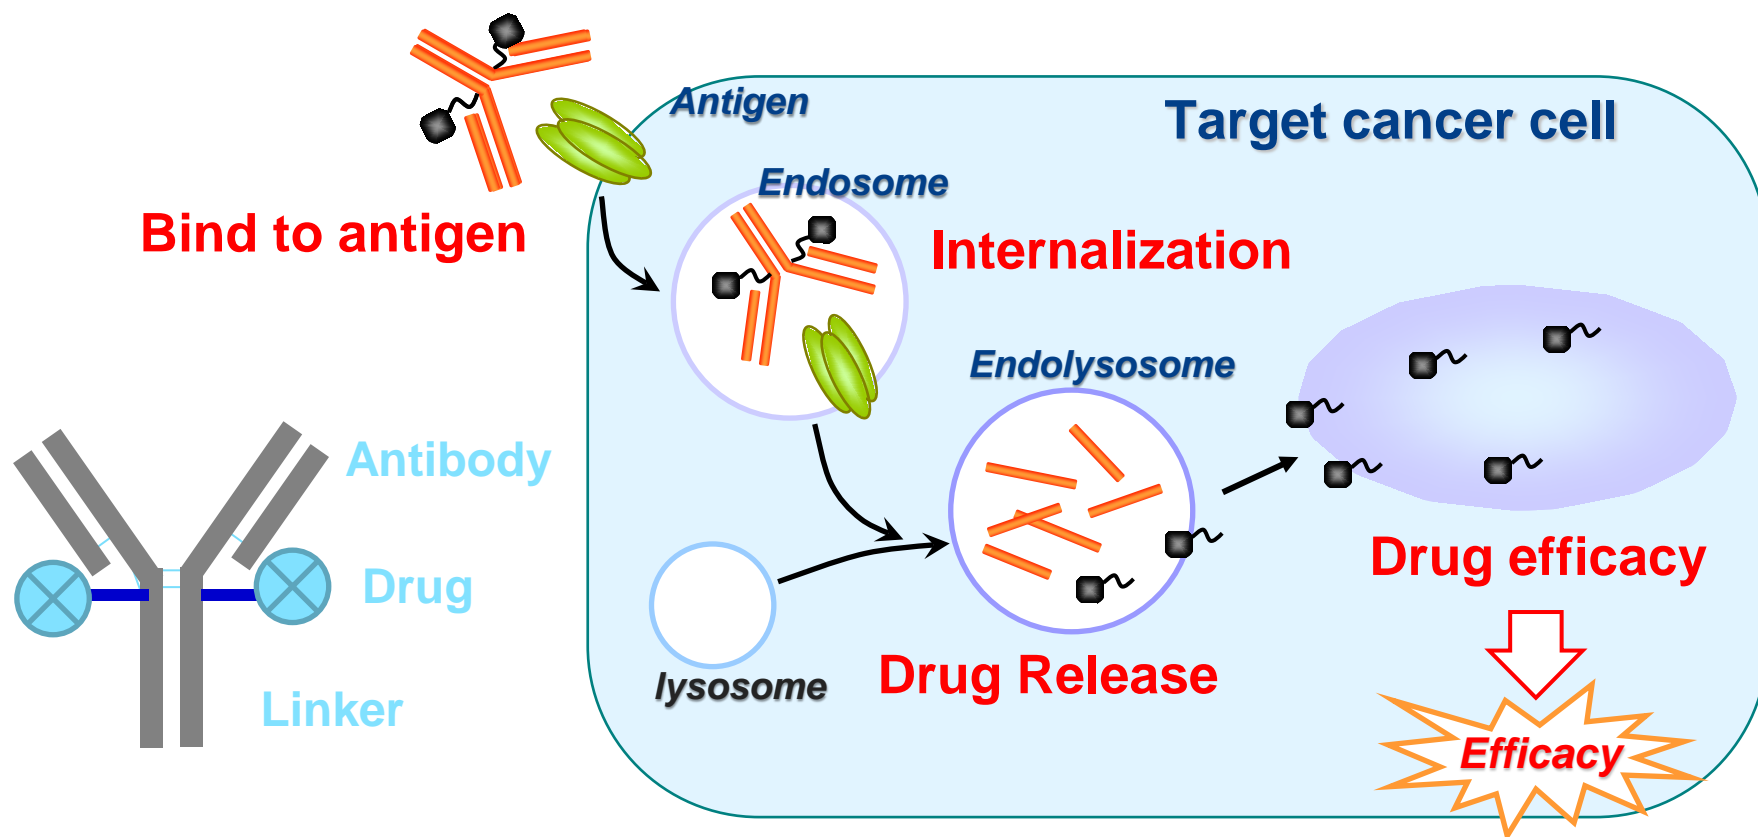 Antigen
Target cancer cell
Endosome
Bind to antigen
Internalization
Endolysosome
Antibody
Drug efficacy
Drug
Drug Release
lysosome
Linker
Efficacy